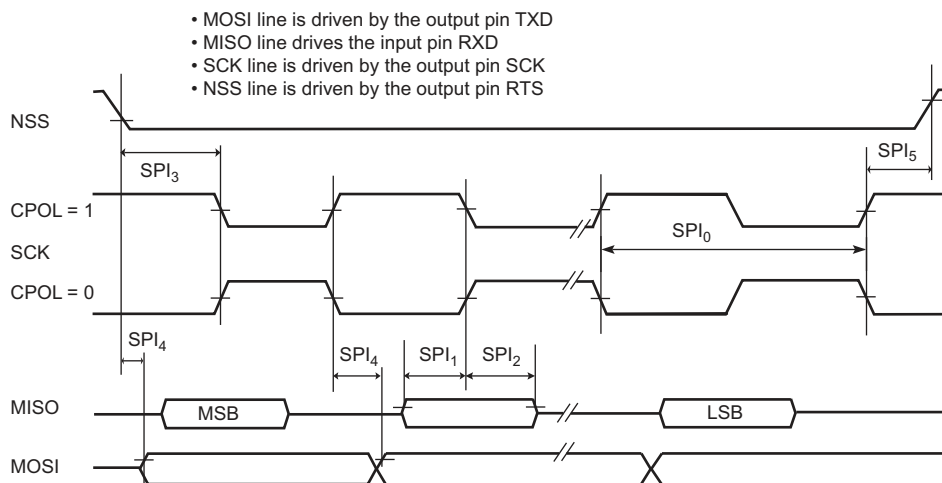 • MOSI line is driven by the output pin TXD
• MISO line drives the input pin RXD
• SCK line is driven by the output pin SCK
• NSS line is driven by the output pin RTS
NSS
SPI3
SPI5
CPOL = 1
SCK
SPI0
CPOL = 0
SPI4
SPI4
SPI1
SPI2
MISO
MSB
LSB
MOSI